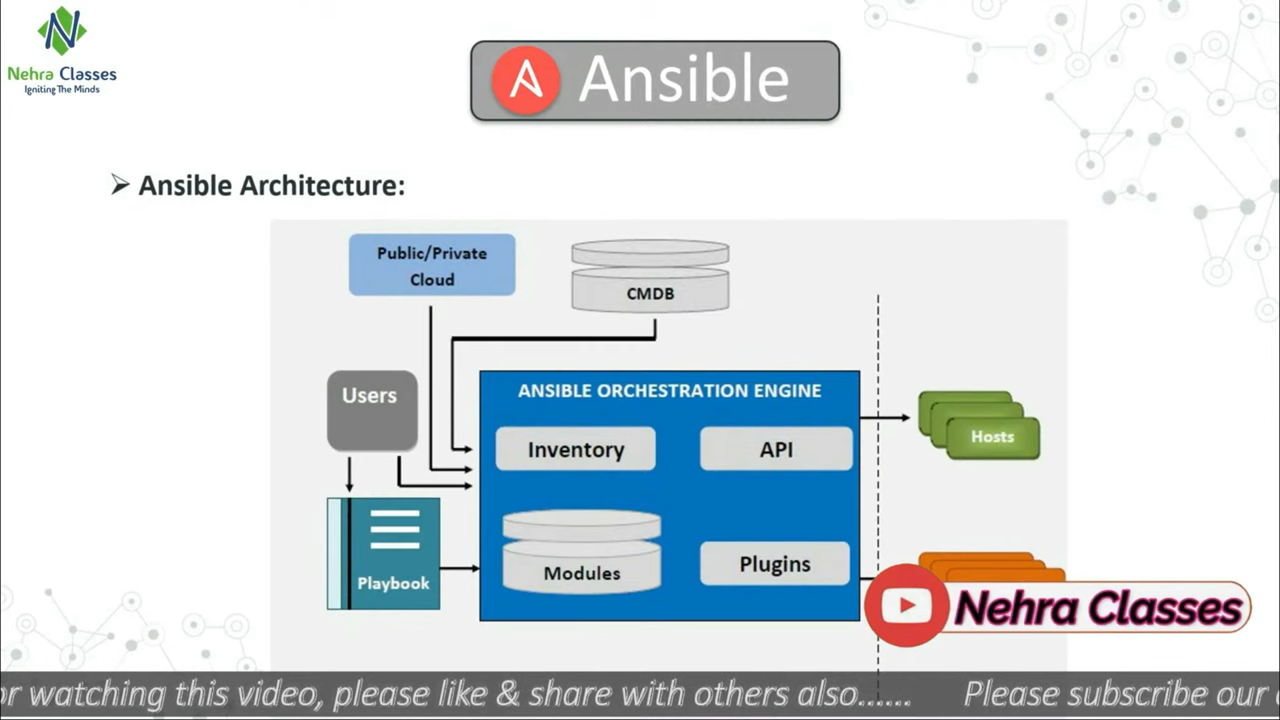 Nehra Classes
Igniting The Minds
Ansible
Ansible Architecture:
Public/Private
Cloud
CMDB
Users
ANSIBLE ORCHESTRATION ENGINE
Inventory
API
Hosts
Playbook
Modules
Plugins
Nehra Classes
or watching this video, please like & share with others also...... Please subscribe our